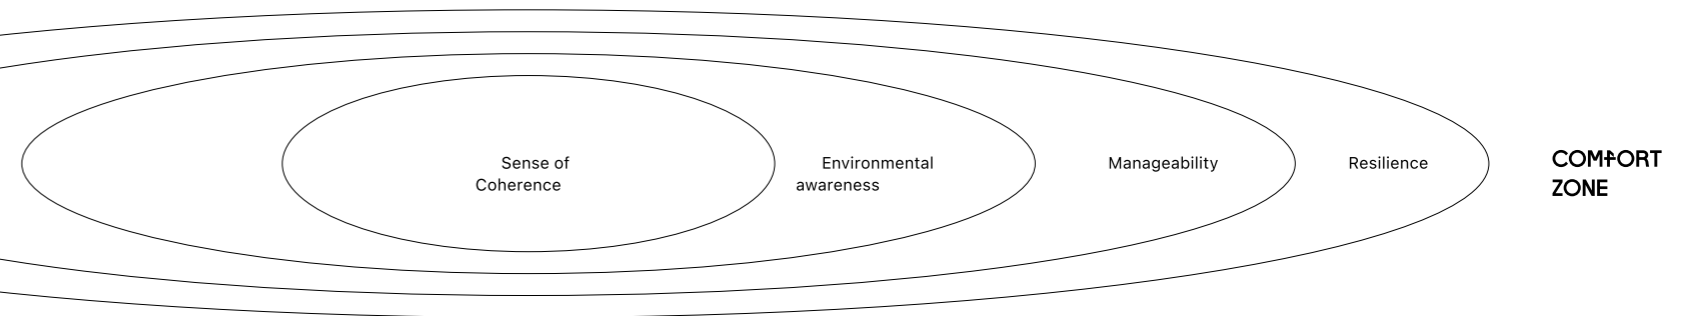 Sense of
Coherence
Environmental
awareness
Manageability
Resilience
COMFORT
ZONE